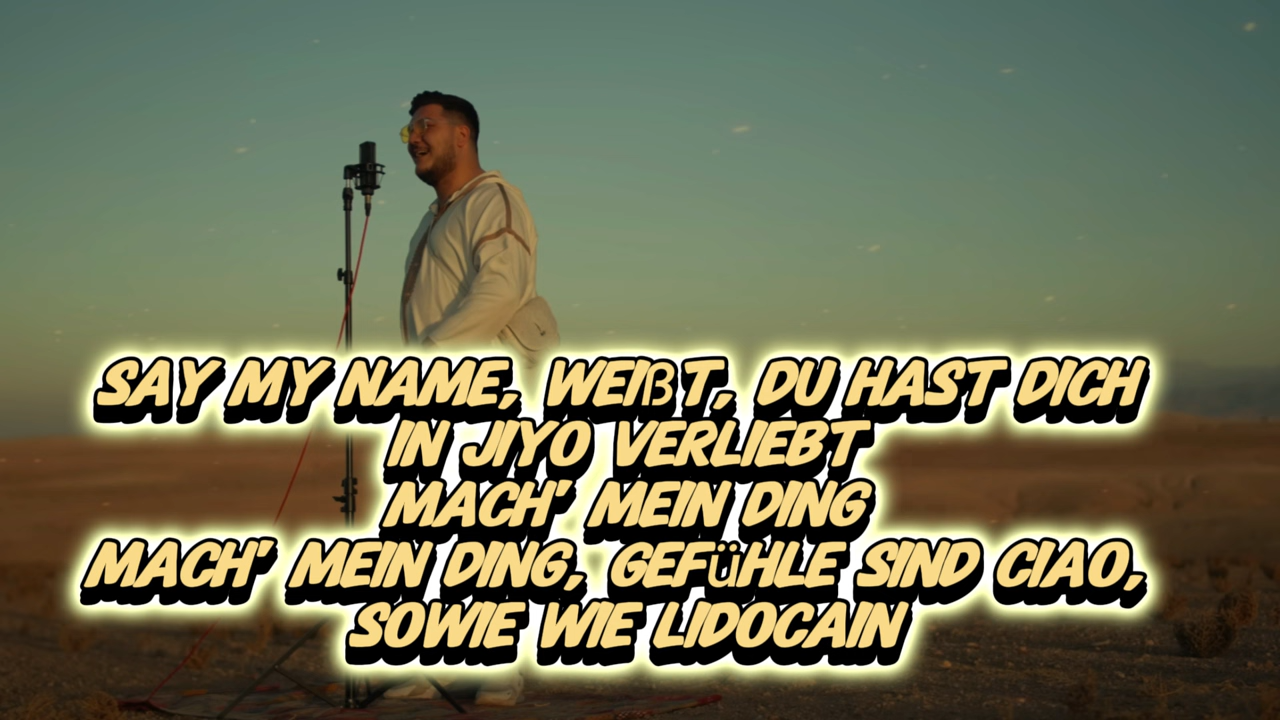 SAY MY NAME, WEIßT, DU HAST DICH
IN JIYO VERLIEBT
MACH' MEIN DING
MACH' MEIN DING, GEFüHLE SIND CIAO,
SOWIE WIE LIDOCAIN